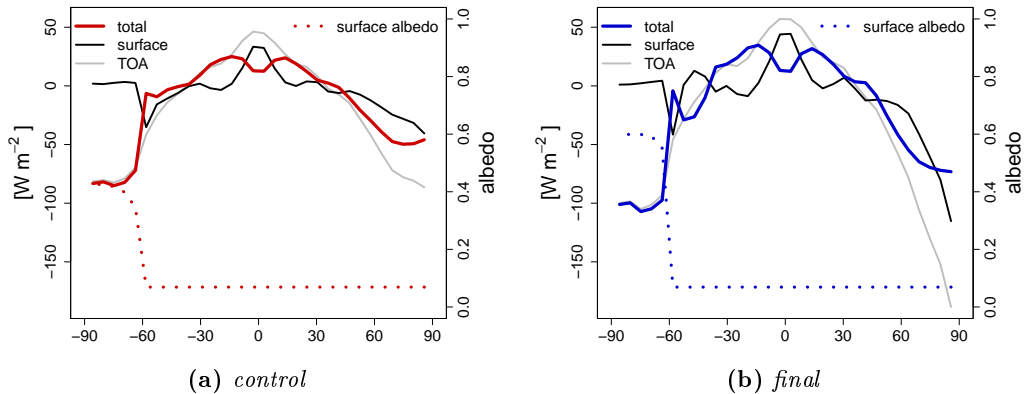 total
surface
TOA
surface albedo
[W m−2 ]
50
0
−50
−100
−150
1.0
0.8
0.6
0.4
0.2
0.0
albedo
−90 −60 −30 0 30 60 90
(a) control
total
surface
TOA
surface albedo
[W m−2 ]
50
0
−50
−100
−150
1.0
0.8
0.6
0.4
0.2
0.0
albedo
−90 −60 −30 0 30 60 90
(b) final